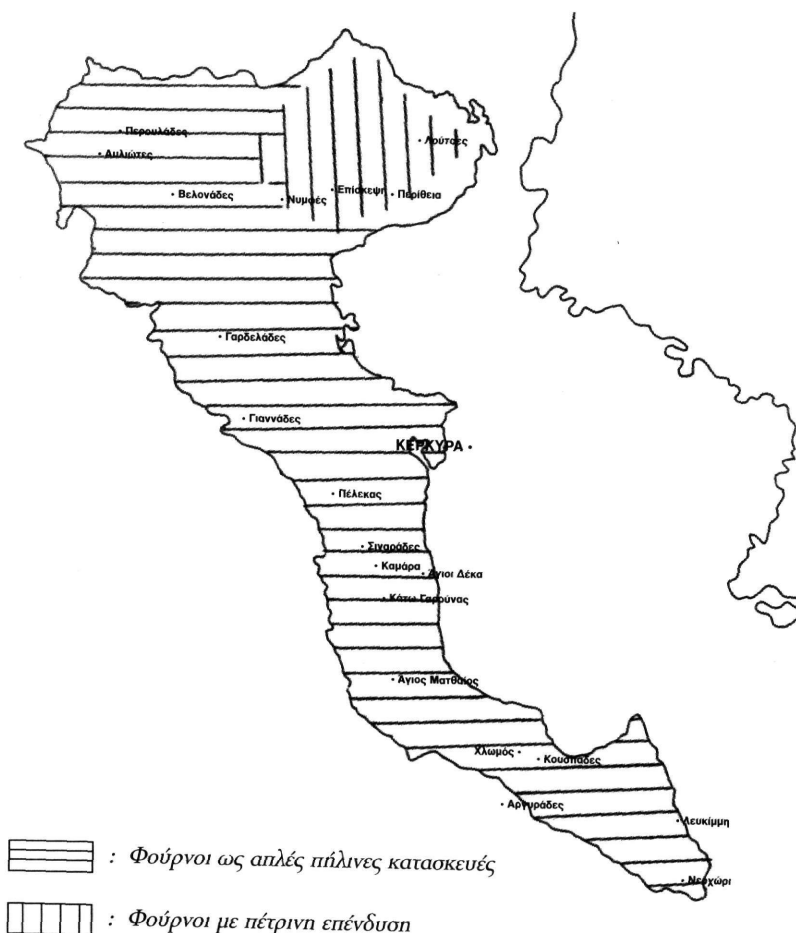 Περουλάδες
Αυλιώτες
Βελονάδες
Νυμφές
Επίσκεψη
Περίθεια
Λούτσες
Γαρδελάδες
Γιαννάδες
ΚΕΡΚΥΡΑ
Πέλεκας
Σιναράδες
Καμάρα
Άγιοι Δέκα
Κάτω Γαρούνας
Άγιος Ματθαίος
Χλωμός
Κουσπάδες
Αργυράδες
Λευκίμμη
Νεοχώρι
: Φούρνοι ως απλές πήλινες κατασκευές
: Φούρνοι με πέτρινη επένδυση